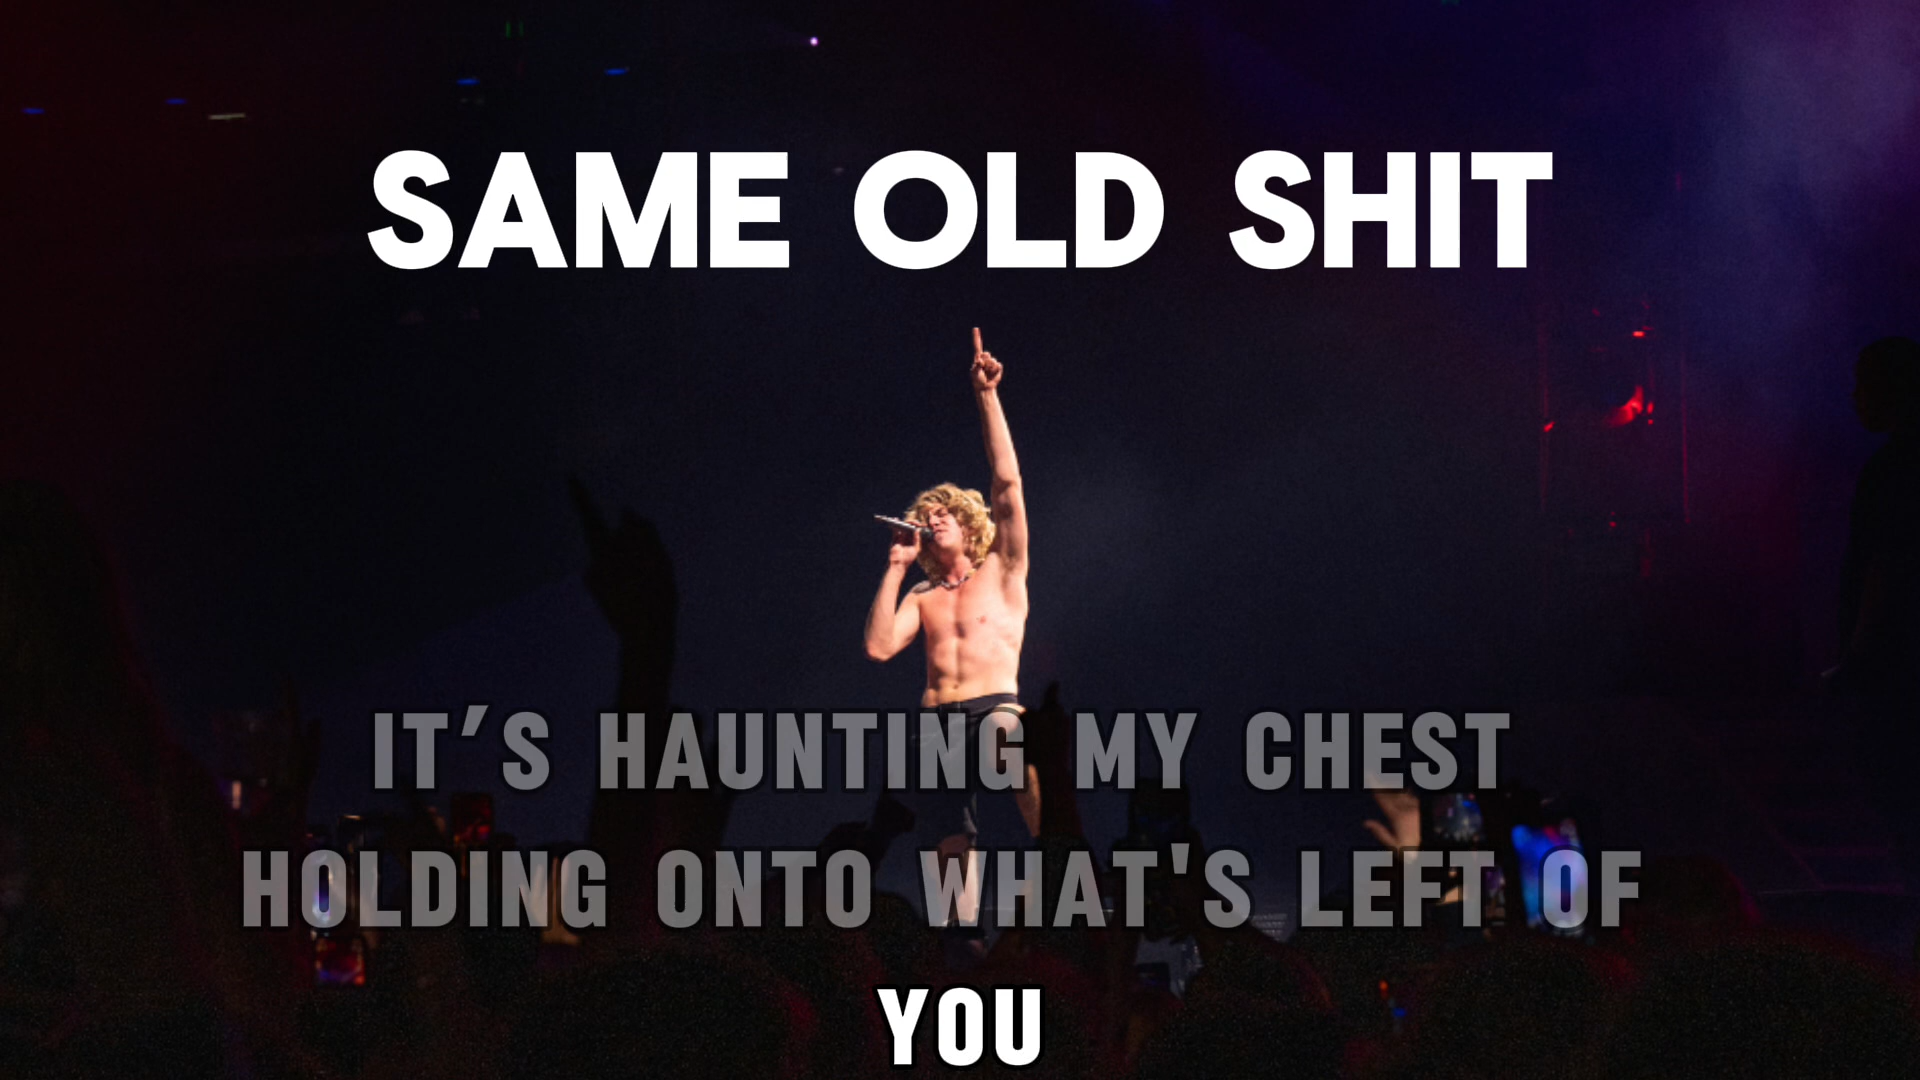 SAME OLD SHIT
IT′S HAUNTING MY CHEST
HOLDING ONTO WHAT'S LEFT OF
YOU